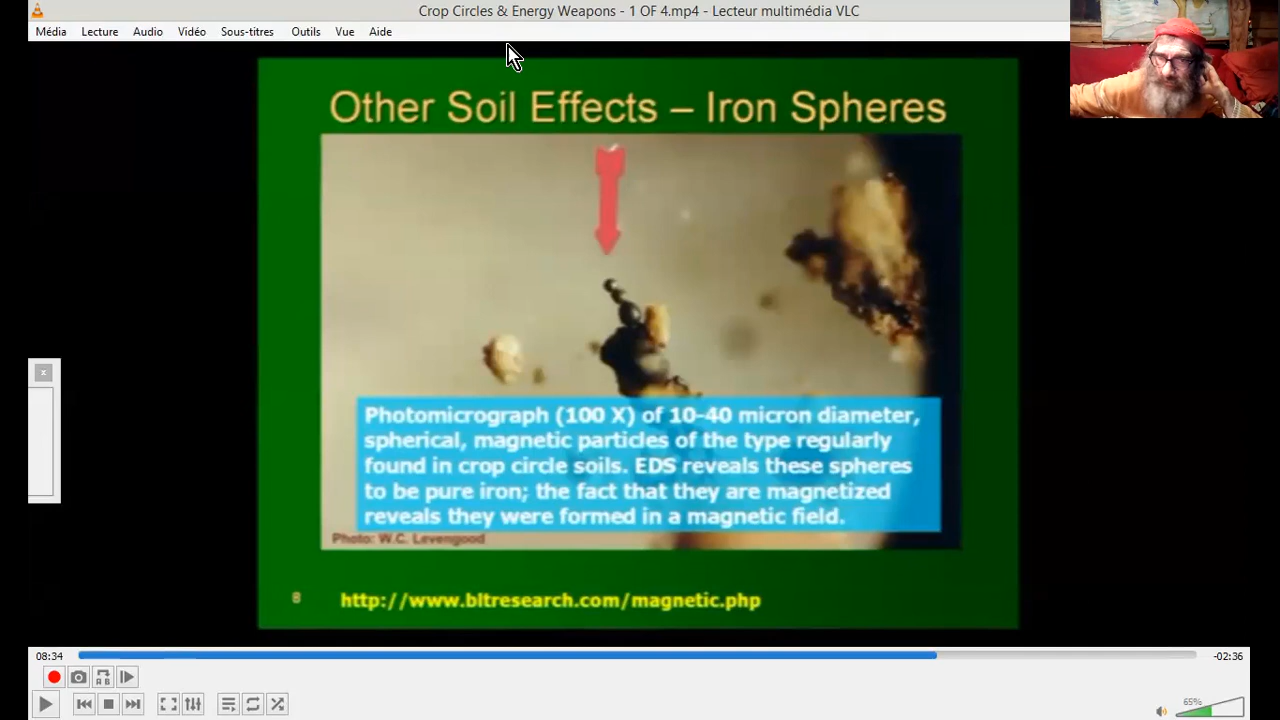 Crop Circles & Energy Weapons - 1 OF 4.mp4 - Lecteur multimédia VLC
Média Lecture Audio Vidéo Sous-titres Outils Vue Aide
Other Soil Effects – Iron Spheres
Photomicrograph (100 X) of 10-40 micron diameter,
spherical, magnetic particles of the type regularly
found in crop circle soils. EDS reveals these spheres
to be pure iron; the fact that they are magnetized
reveals they were formed in a magnetic field.
Photo: W.C. Levengood
8 http://www.bltresearch.com/magnetic.php
08:34 -02:36
65%